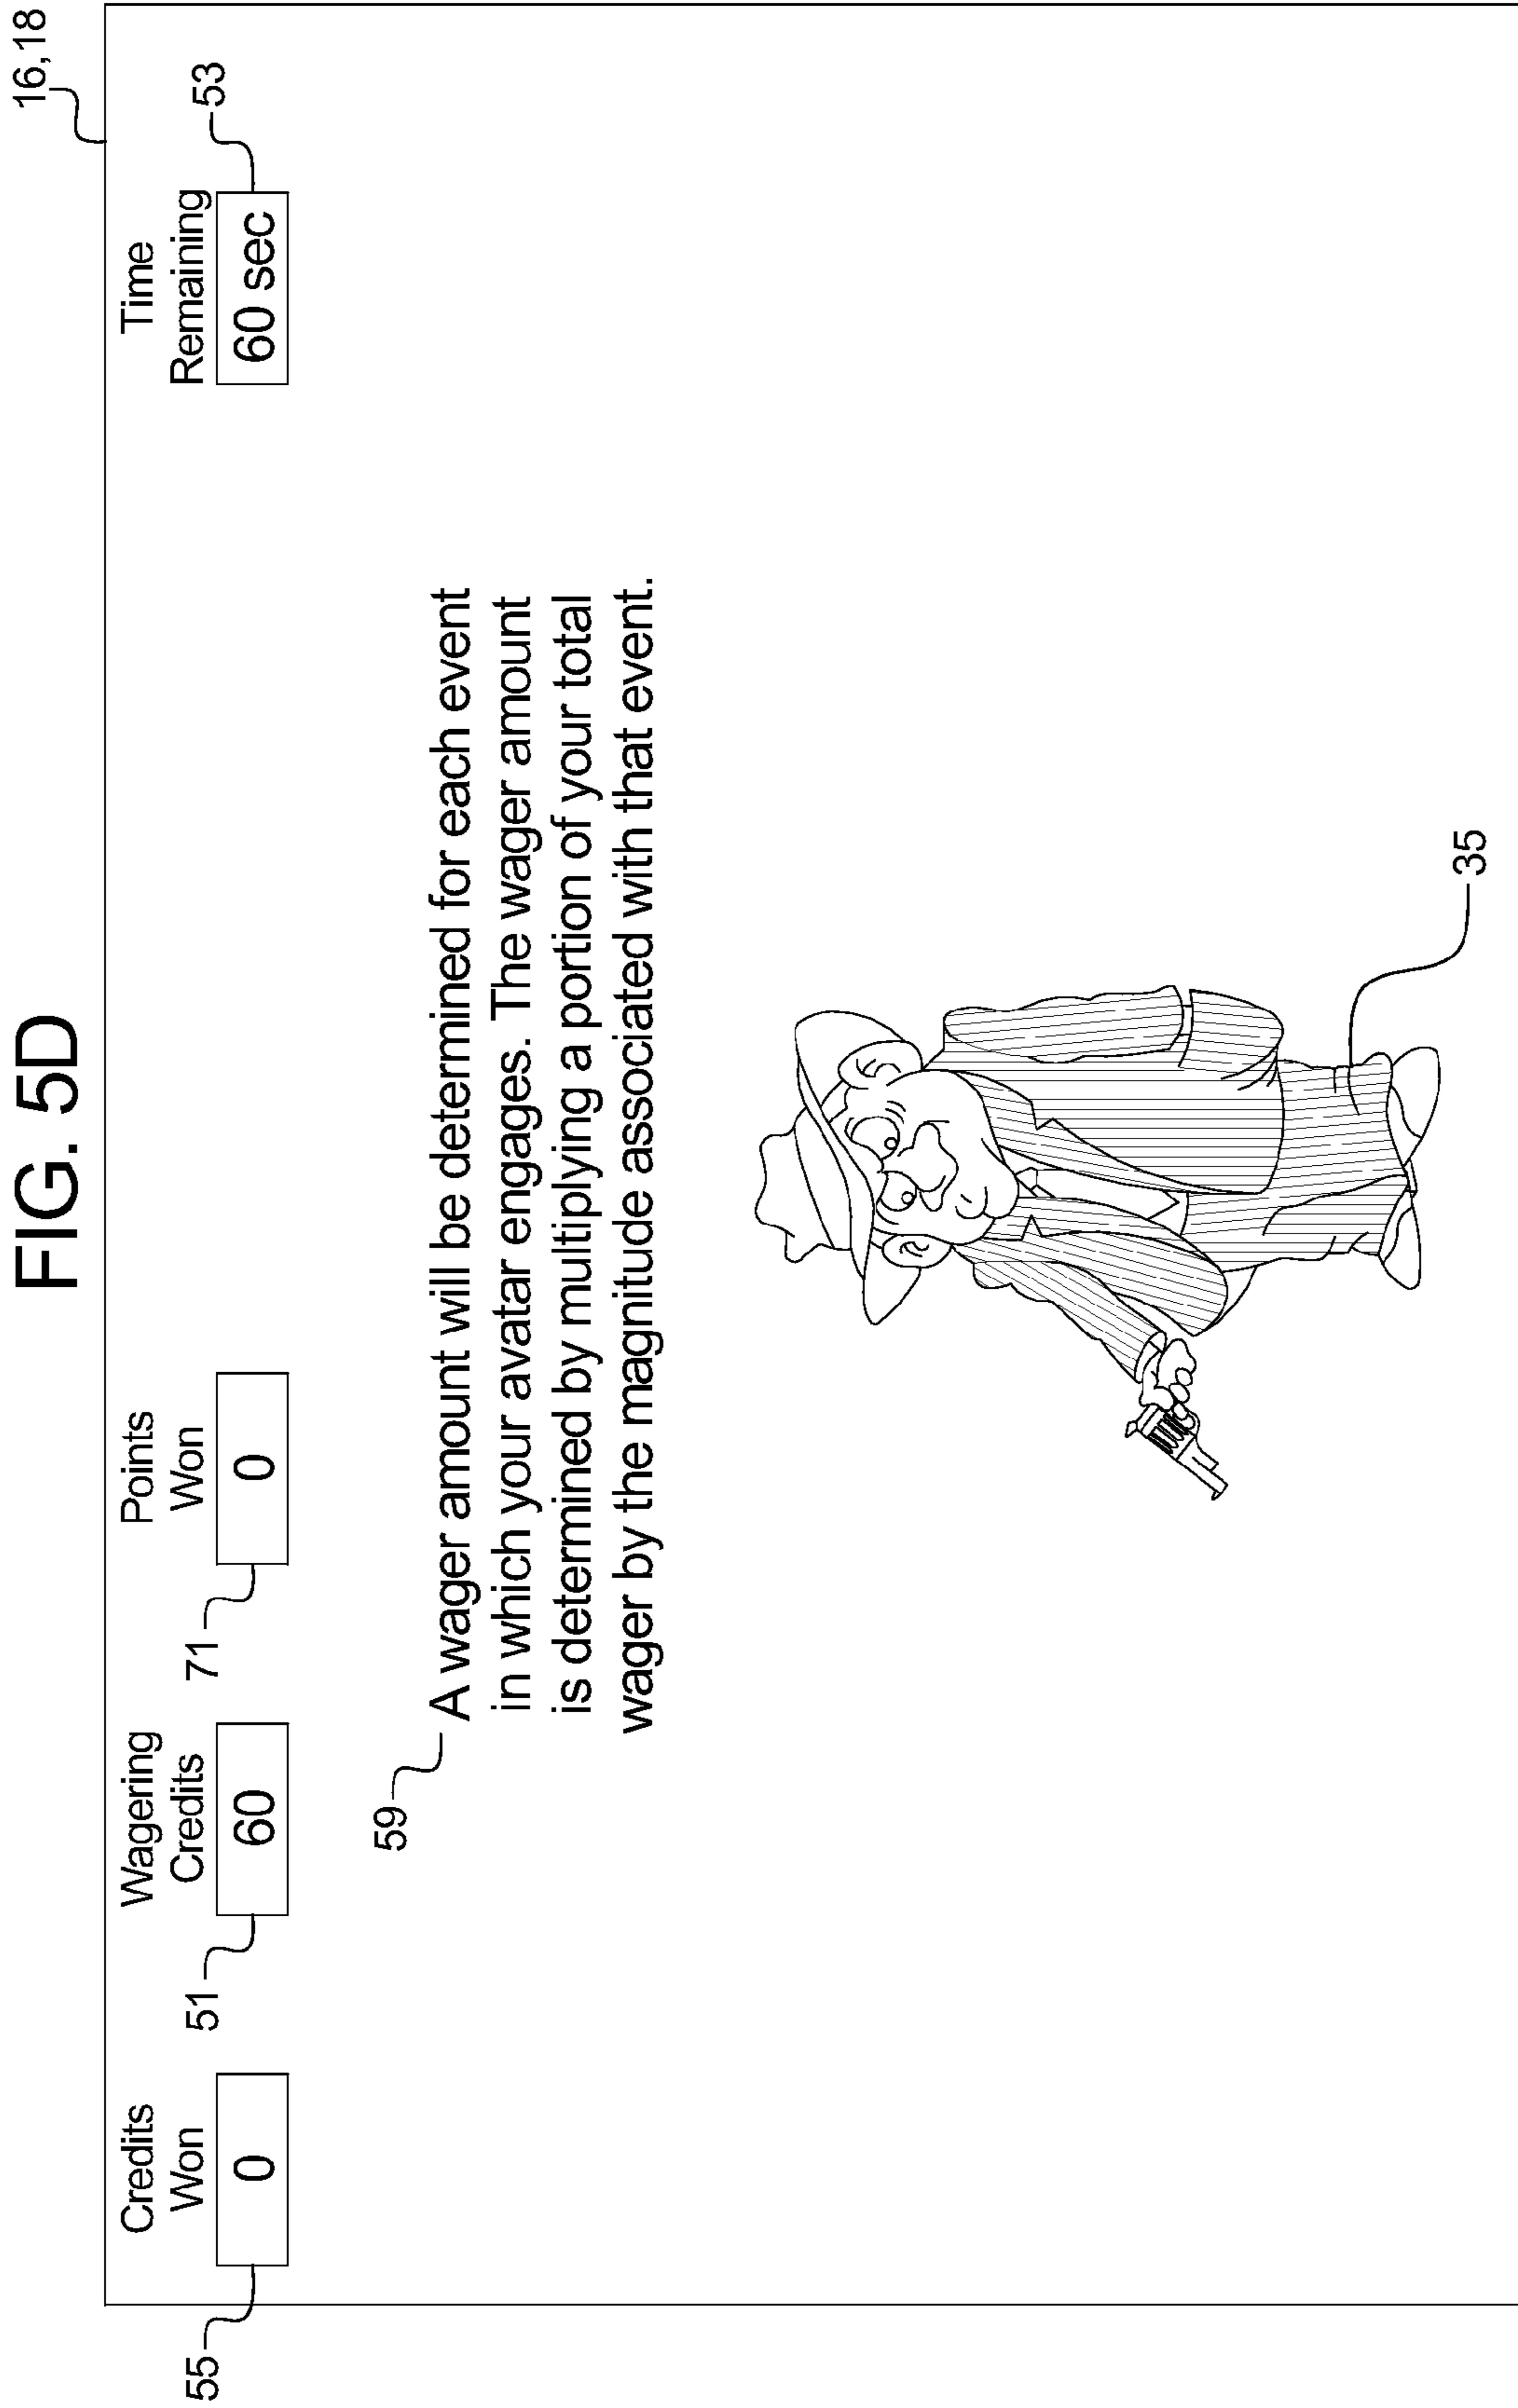 FIG. 5D
16,18
Credits
Won
0
55
Wagering
Credits
60
51
Points
Won
0
71
Time
Remaining
60 sec
53
59
A wager amount will be determined for each event
in which your avatar engages. The wager amount
is determined by multiplying a portion of your total
wager by the magnitude associated with that event.
35